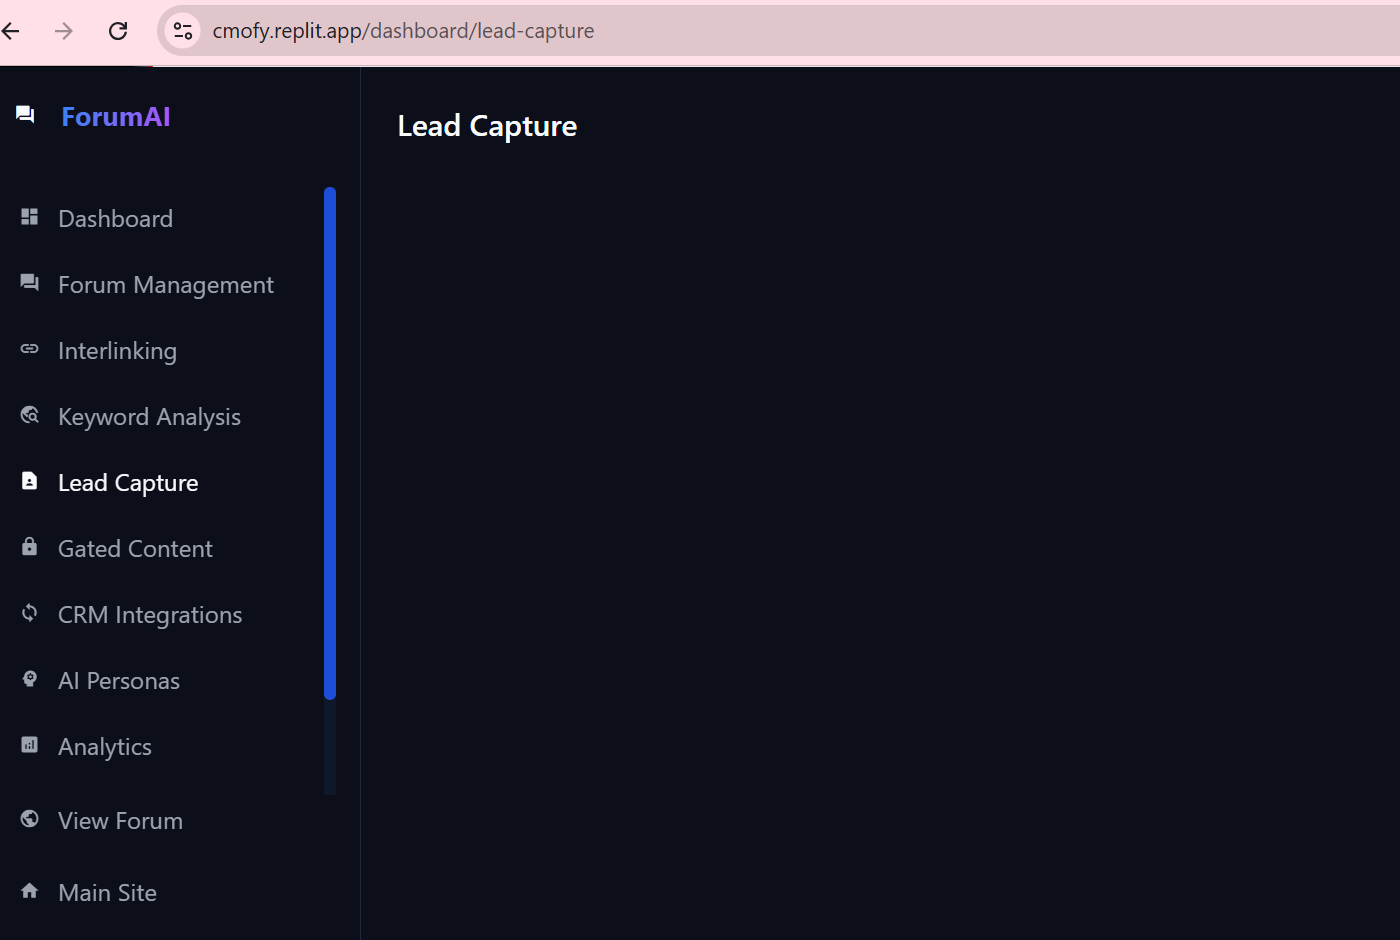 cmofy.replit.app/dashboard/lead-capture
ForumAI
Lead Capture
Dashboard
Forum Management
Interlinking
Keyword Analysis
Lead Capture
Gated Content
CRM Integrations
AI Personas
Analytics
View Forum
Main Site